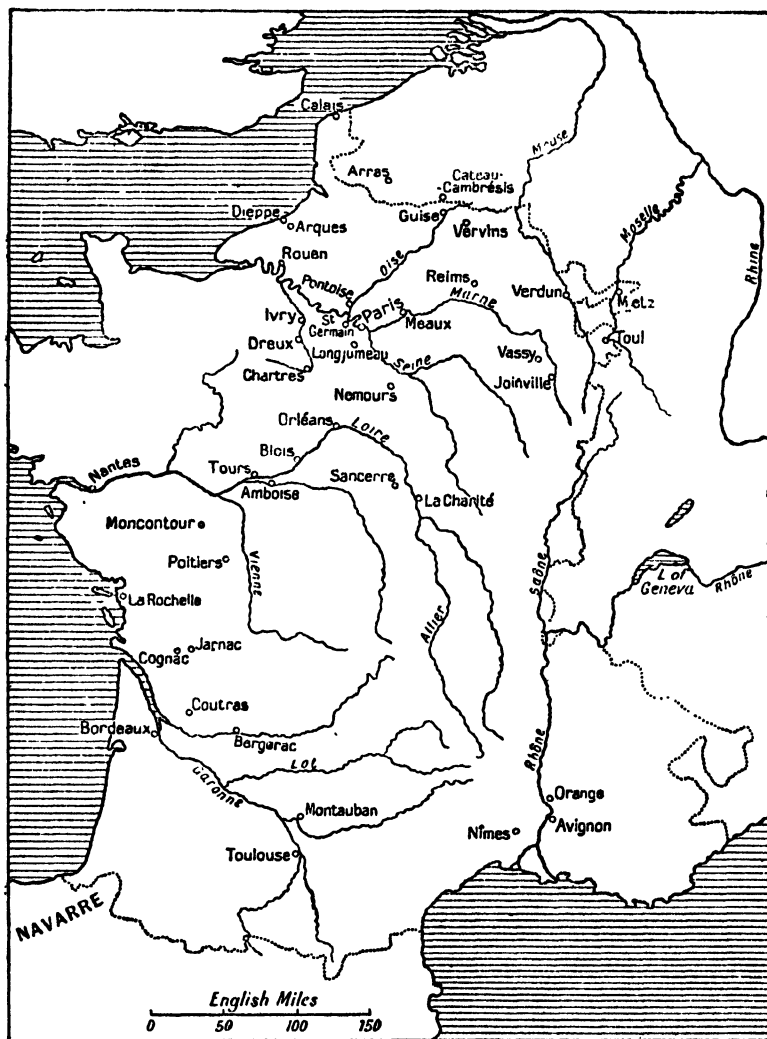 Calais
Meuse
Arras
Cateau-
Cambrésis
Moselle
Guise
Dieppe
Arques
Vervins
Rhine
Rouen
Oise
Pontoise
Reims
Marne
Verdun
Metz
Ivry
St
Germain
Paris
Meaux
Toul
Dreux
Longjumeau
Seine
Vassy
Chartres
Joinville
Nemours
Orléans
Loire
Blois
Nantes
Tours
Amboise
Sancerre
La Charité
Moncontour
Poitiers
Vienne
Saône
L of
Geneva
Rhône
La Rochelle
Allier
Cognac
Jarnac
Coutras
Bordeaux
Bergerac
Lot
Rhône
Garonne
Orange
Montauban
Avignon
Nîmes
Toulouse
NAVARRE
English Miles
0 50 100 150